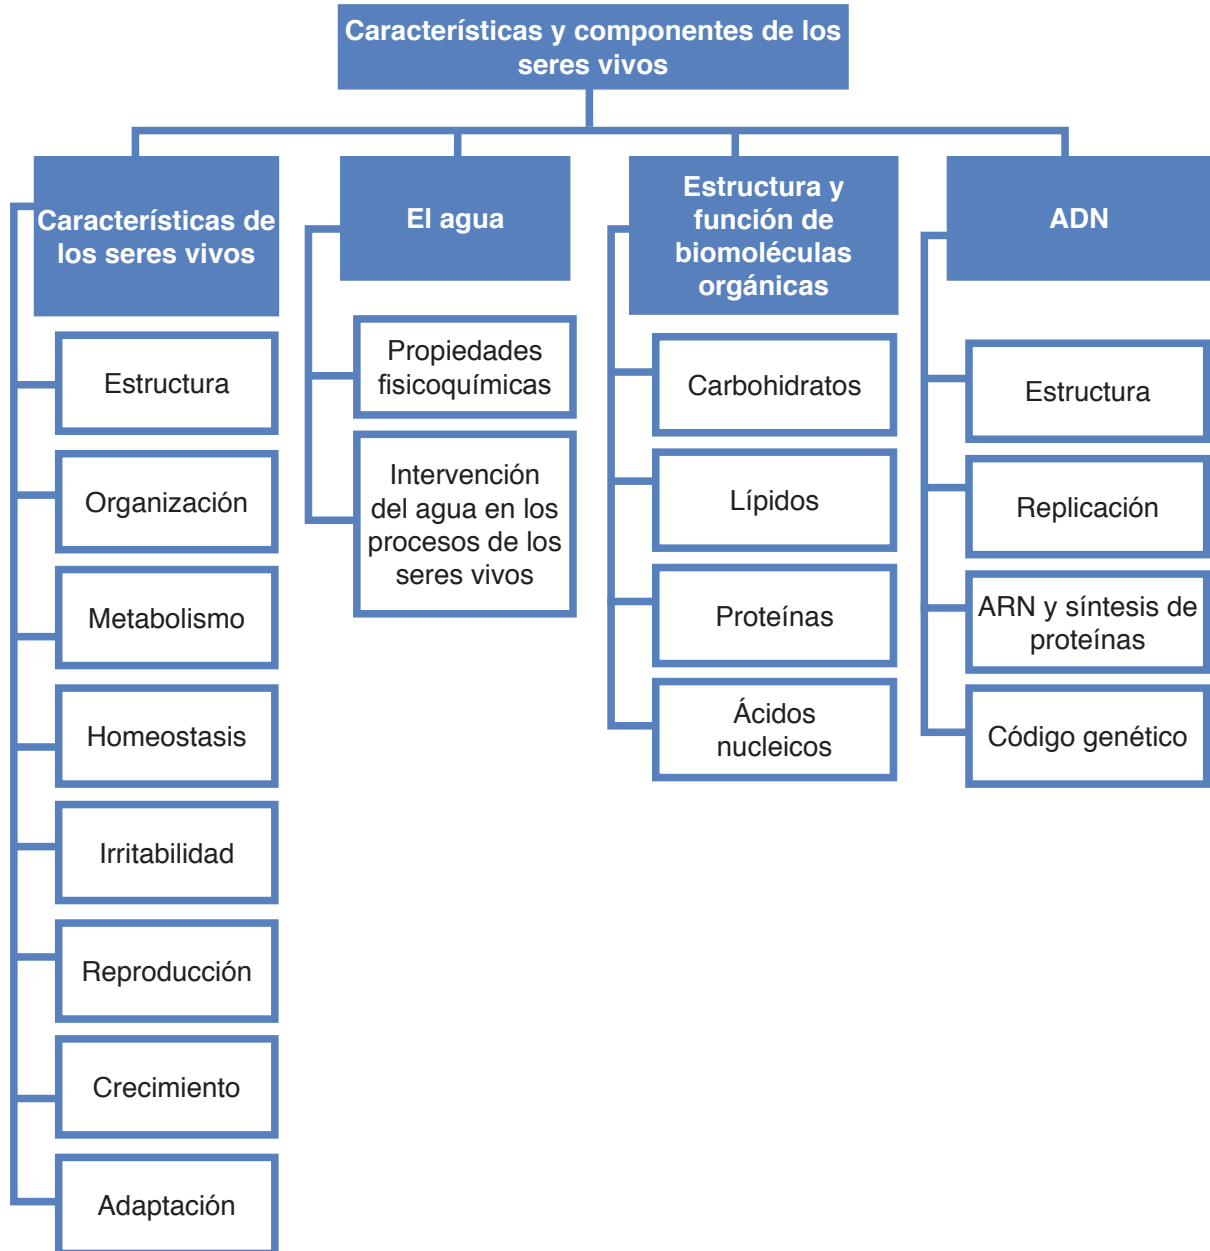 Características y componentes de los
seres vivos
Características de
los seres vivos
Estructura
Organización
Metabolismo
Homeostasis
Irritabilidad
Reproducción
Crecimiento
Adaptación
El agua
Propiedades
fisicoquímicas
Intervención
del agua en los
procesos de los
seres vivos
Estructura y
función de
biomoléculas
orgánicas
Carbohidratos
Lípidos
Proteínas
Ácidos
nucleicos
ADN
Estructura
Replicación
ARN y síntesis de
proteínas
Código genético